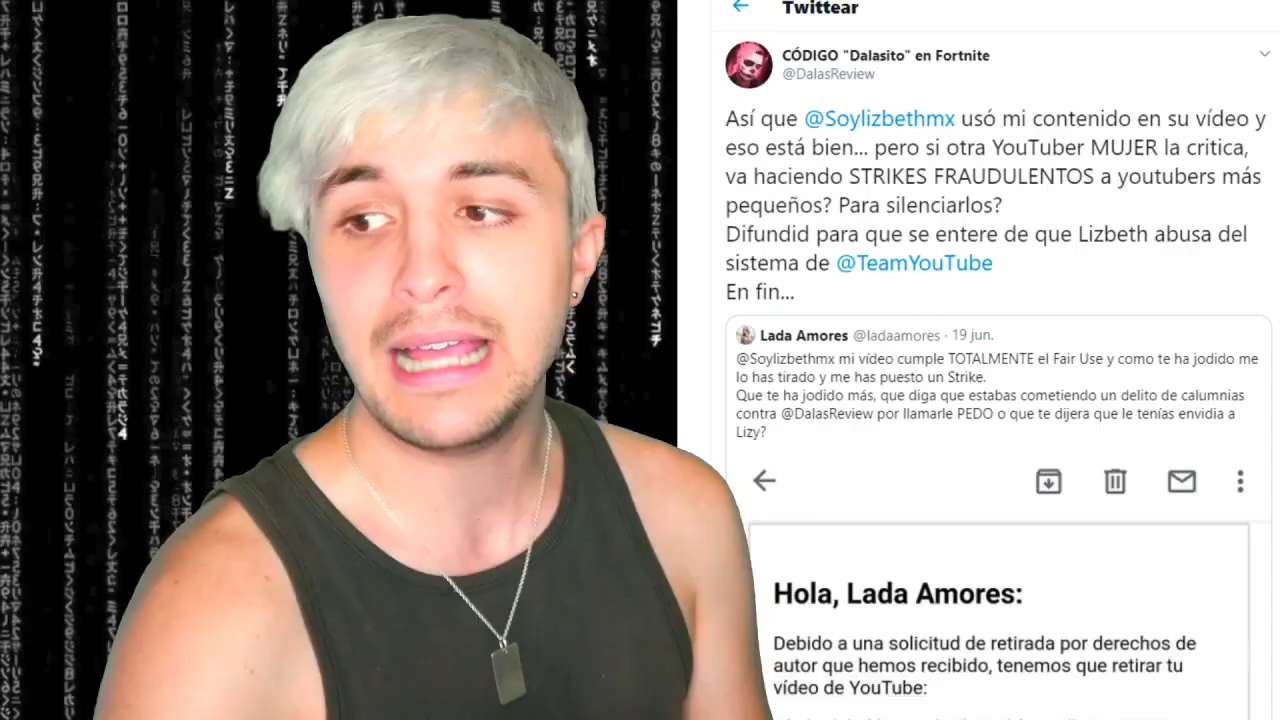 Twittear
CÓDIGO "Dalasito" en Fortnite
@DalasReview
Así que @Soylizbethmx usó mi contenido en su vídeo y
eso está bien... pero si otra YouTuber MUJER la critica,
va haciendo STRIKES FRAUDULENTOS a youtubers más
pequeños? Para silenciarlos?
Difundid para que se entere de que Lizbeth abusa del
sistema de @TeamYouTube
En fin...
Lada Amores @ladaamores · 19 jun.
@Soylizbethmx mi vídeo cumple TOTALMENTE el Fair Use y como te ha jodido me
lo has tirado y me has puesto un Strike.
Que te ha jodido más, que diga que estabas cometiendo un delito de calumnias
contra @DalasReview por llamarle PEDO o que te dijera que le tenías envidia a
Lizy?
Hola, Lada Amores:
Debido a una solicitud de retirada por derechos de
autor que hemos recibido, tenemos que retirar tu
vídeo de YouTube: